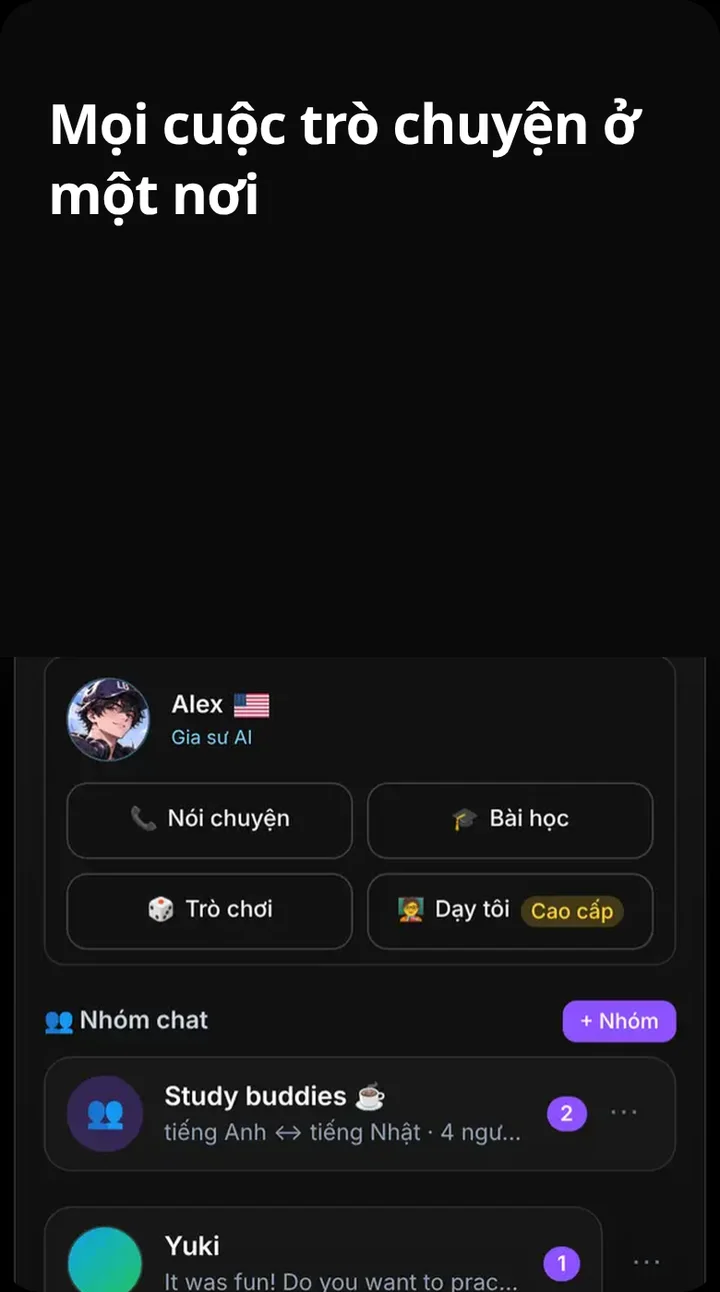 Mọi cuộc trò chuyện ở
một nơi
Alex
Gia sư AI
Nói chuyện
Bài học
Trò chơi
Dạy tôi Cao cấp
Nhóm chat
+ Nhóm
Study buddies
2
tiếng Anh ↔ tiếng Nhật · 4 ngư...
Yuki
1
It was fun! Do you want to prac...